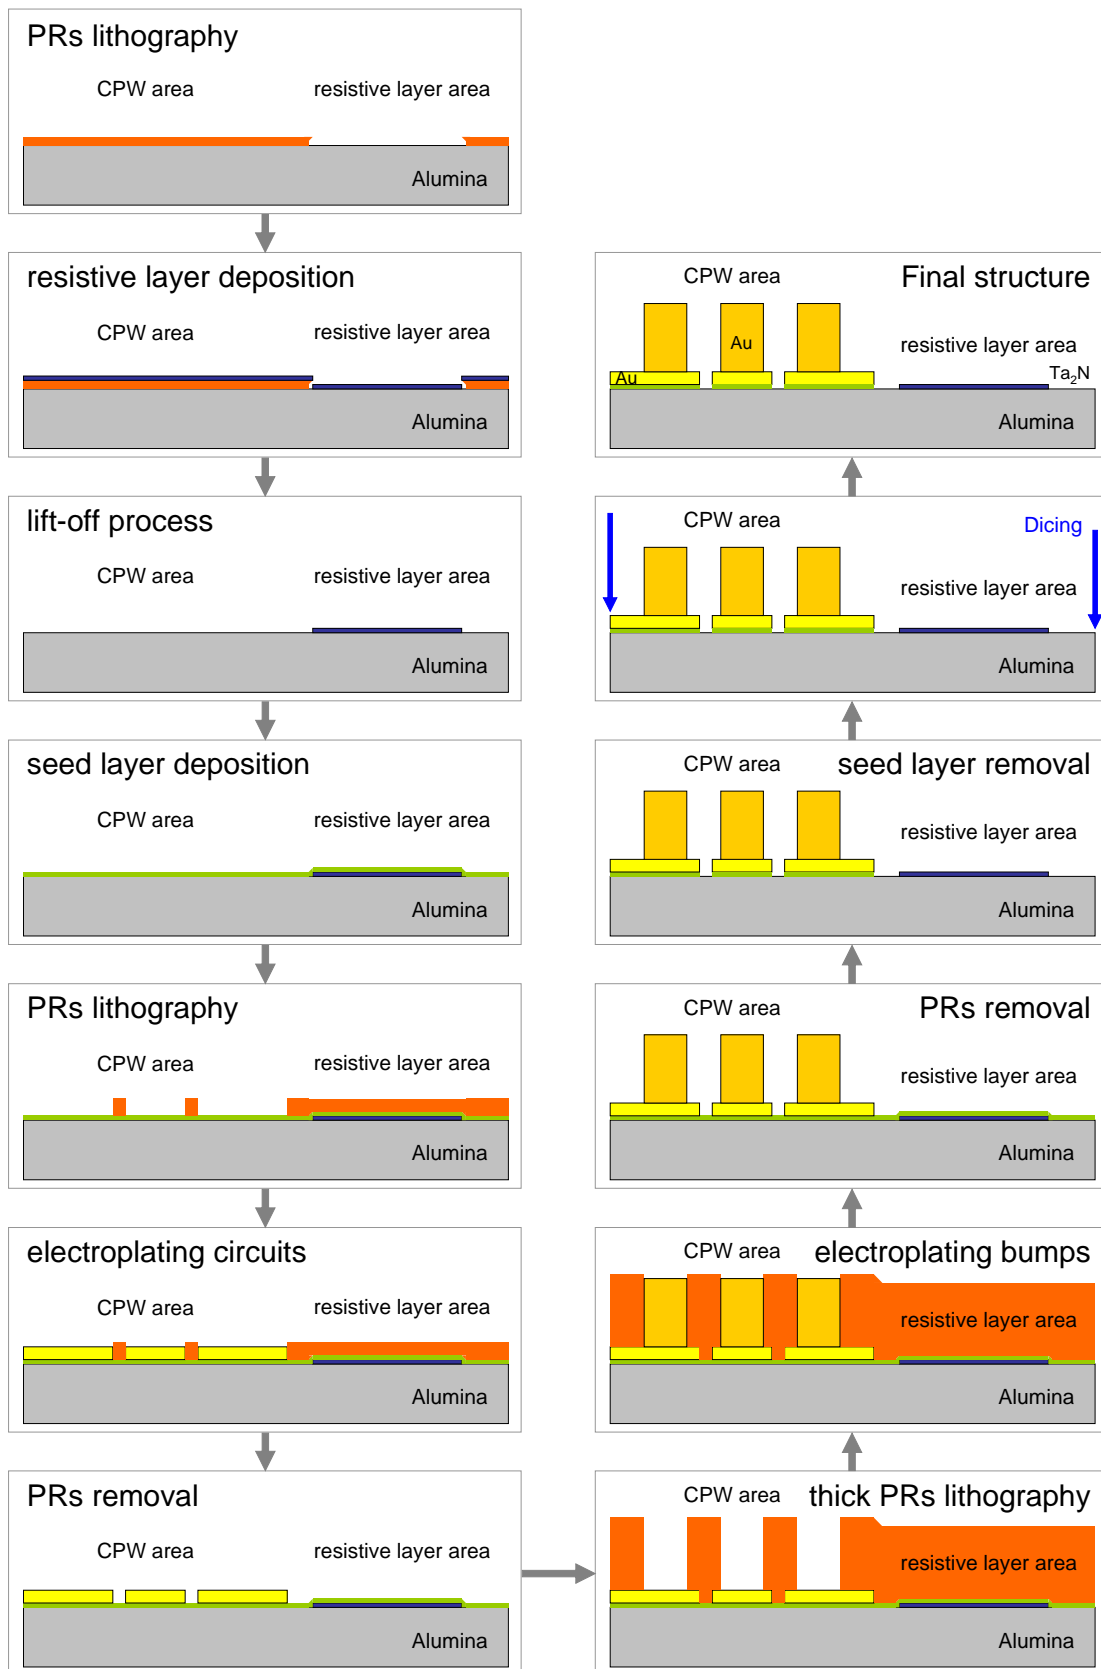 PRs lithography
CPW area
resistive layer area
Alumina
resistive layer deposition
CPW area
resistive layer area
Alumina
lift-off process
CPW area
resistive layer area
Alumina
seed layer deposition
CPW area
resistive layer area
Alumina
PRs lithography
CPW area
resistive layer area
Alumina
electroplating circuits
CPW area
resistive layer area
Alumina
PRs removal
CPW area
resistive layer area
Alumina
CPW area
thick PRs lithography
resistive layer area
Alumina
CPW area
electroplating bumps
resistive layer area
Alumina
CPW area
PRs removal
resistive layer area
Alumina
CPW area
seed layer removal
resistive layer area
Alumina
CPW area
Dicing
resistive layer area
Alumina
CPW area
Final structure
Au
resistive layer area
Au
Ta₂N
Alumina